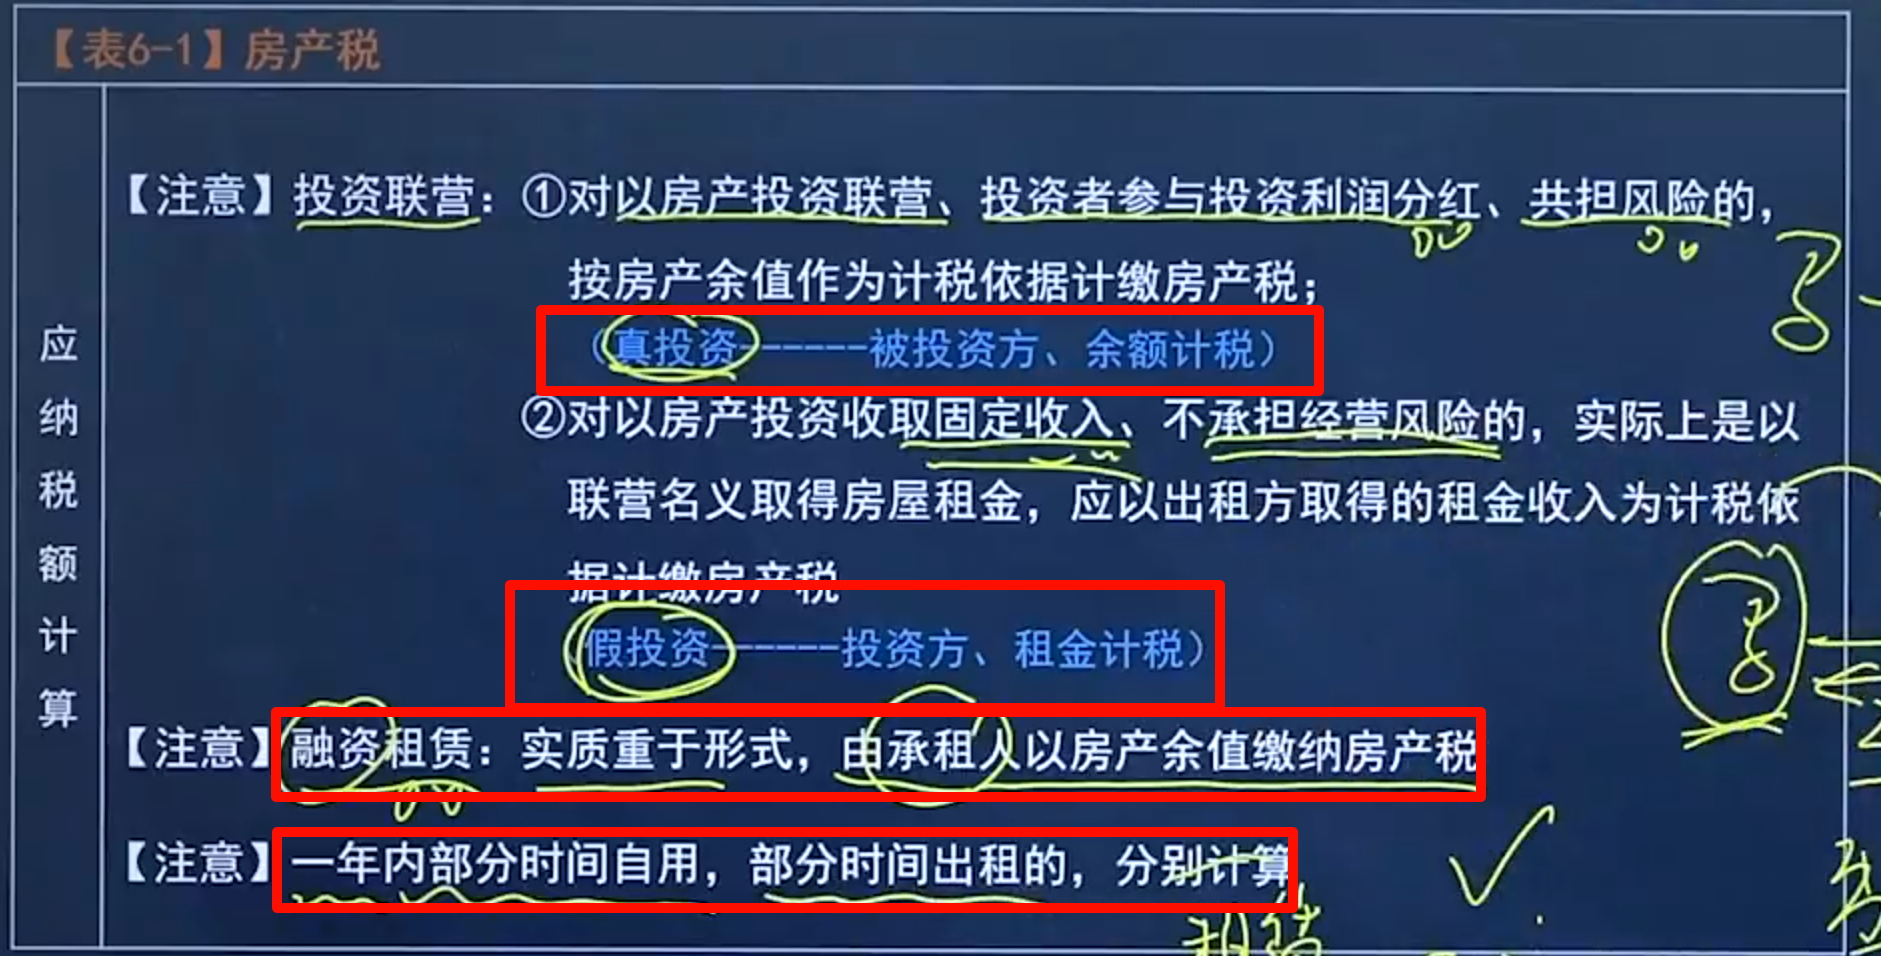 【表6-1】房产税
应纳税额计算
【注意】投资联营：①对以房产投资联营、投资者参与投资利润分红、共担风险的，
按房产余值作为计税依据计缴房产税；
（真投资------被投资方、余额计税）
②对以房产投资收取固定收入、不承担经营风险的，实际上是以
联营名义取得房屋租金，应以出租方取得的租金收入为计税依
据计缴房产税
（假投资------投资方、租金计税）
【注意】融资租赁：实质重于形式，由承租人以房产余值缴纳房产税
【注意】一年内部分时间自用，部分时间出租的，分别计算